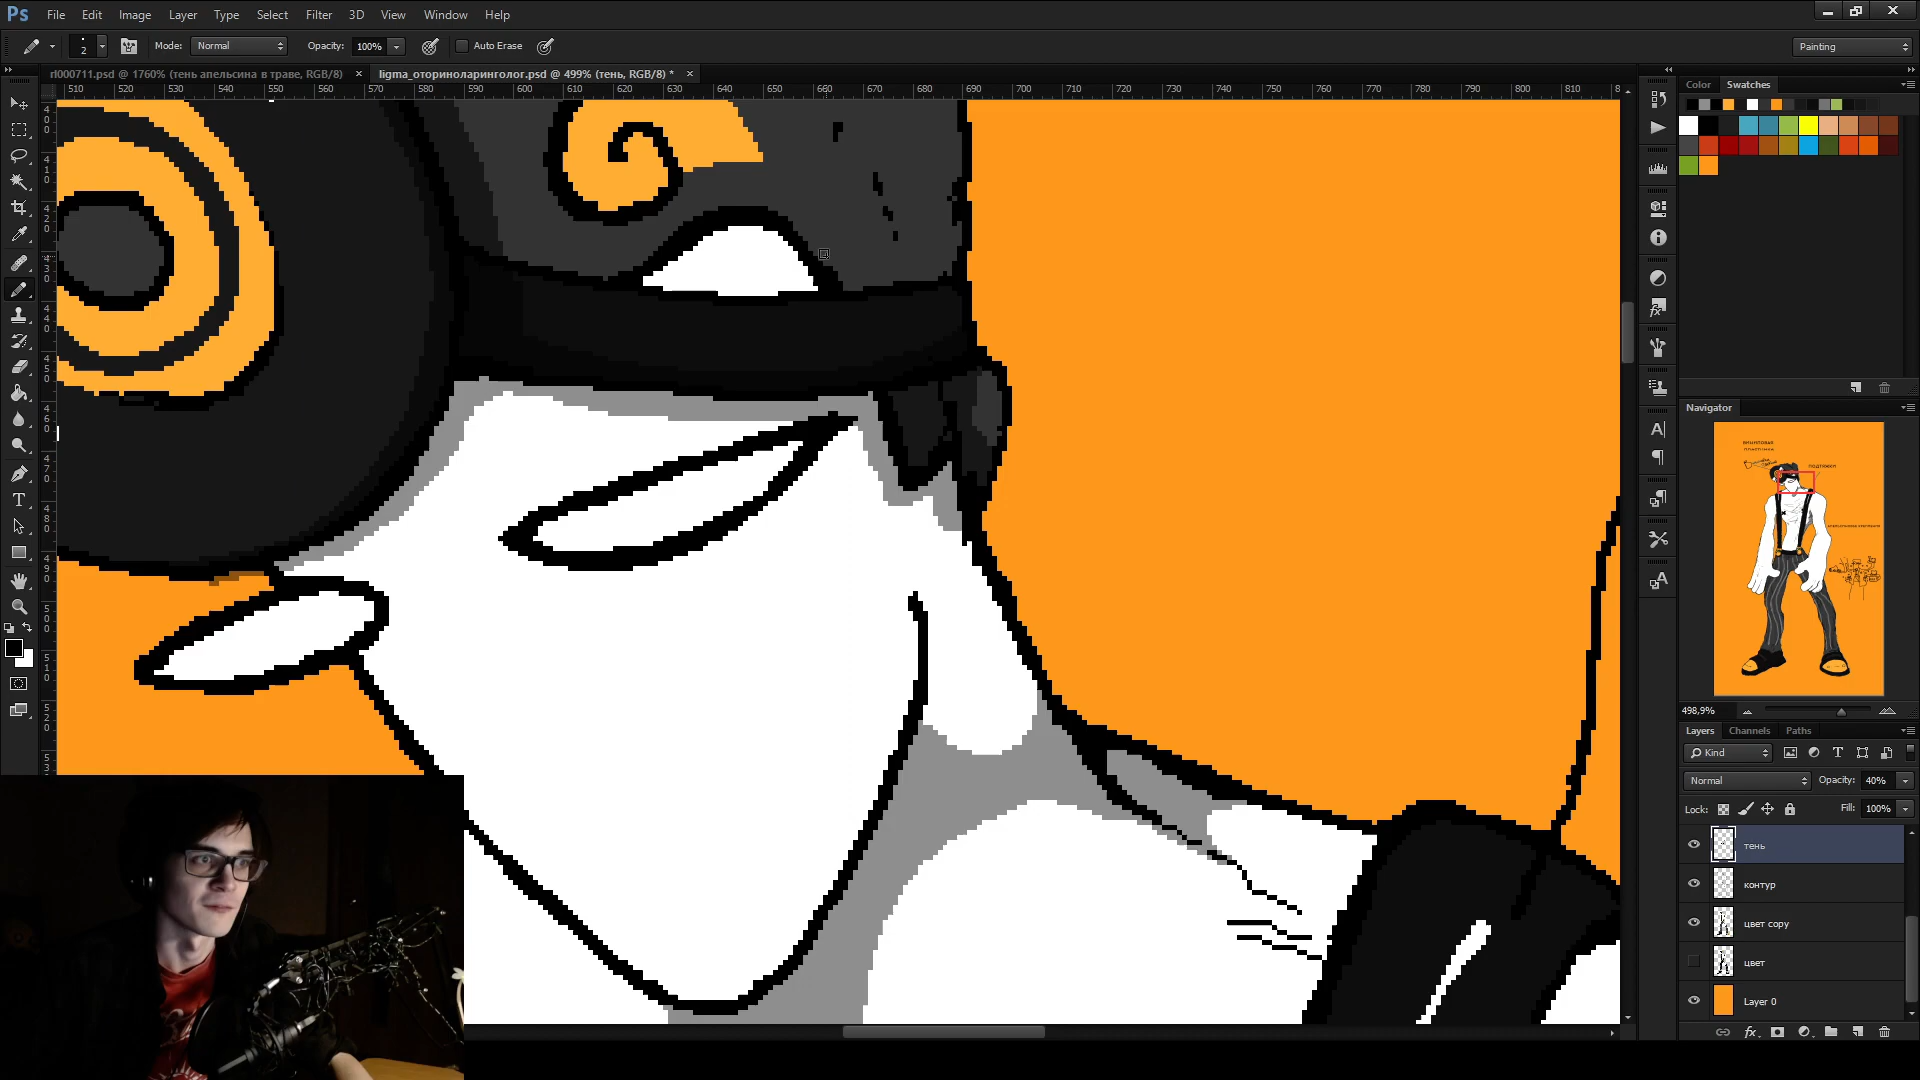 Ps File Edit Image Layer Type Select Filter 3D View Window Help
2 Mode: Normal Opacity: 100% Auto Erase Painting
rl000711.psd @ 1760% (тень апельсина в траве, RGB/8) × ligma_оториноларинголог.psd @ 499% (тень, RGB/8) * ×
510 520 530 540 550 560 570 580 590 600 610 620 630 640 650 660 670 680 690 700 710 720 730 740 750 760 770 780 790 800 810
Color Swatches
Navigator
ПОДТЯЖКИ
498,9%
Layers Channels Paths
Kind
Normal Opacity: 40%
Lock: Fill: 100%
тень
контур
цвет copy
цвет
Layer 0